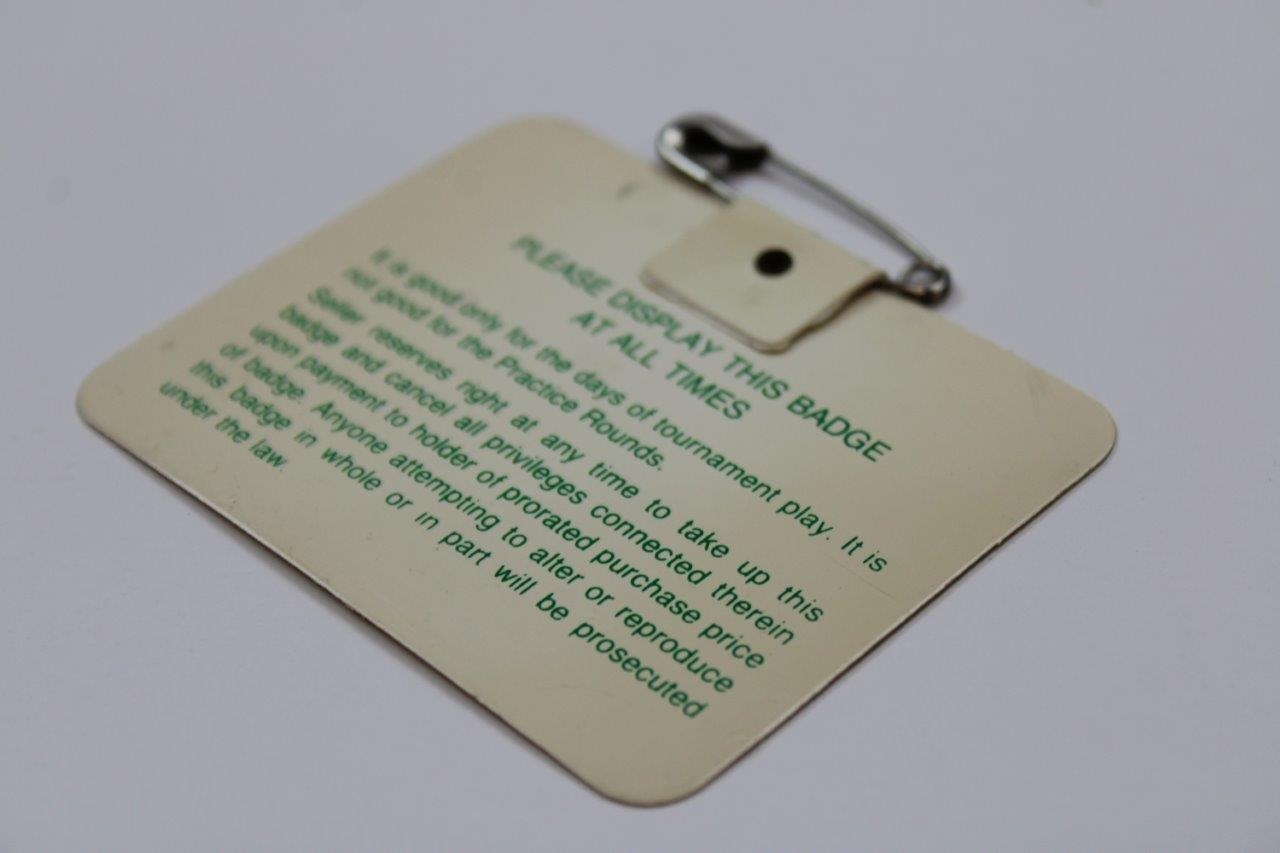 PLEASE DISPLAY THIS BADGE
AT ALL TIMES
It is good only for the days of tournament play. It is
not good for the Practice Rounds.
Seller reserves right at any time to take up this
badge and cancel all privileges connected therein
upon payment to holder of prorated purchase price
of badge. Anyone attempting to alter or reproduce
this badge in whole or in part will be prosecuted
under the law.